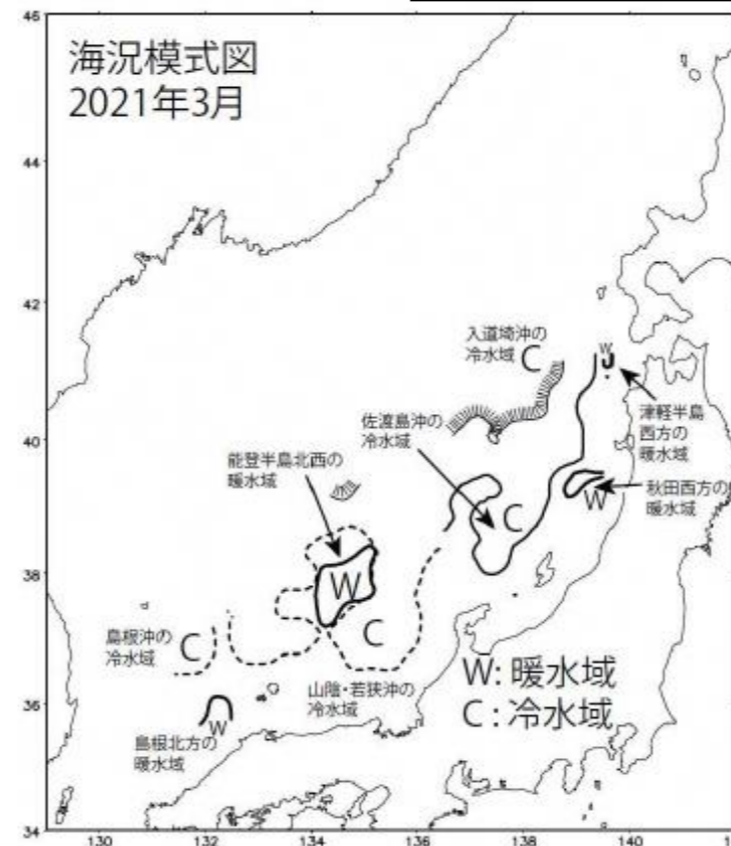 海況模式図
2021年3月
46
44
42
40
38
36
34
入道埼沖の
冷水域
C
W
津軽半島
西方の
暖水域
佐渡島沖の
冷水域
C
能登半島北西の
暖水域
W
秋田西方の
暖水域
W
島根沖の
冷水域
C
C
山陰・若狭沖の
冷水域
島根北方の
暖水域
W
W: 暖水域
C: 冷水域
130
132
134
136
138
140